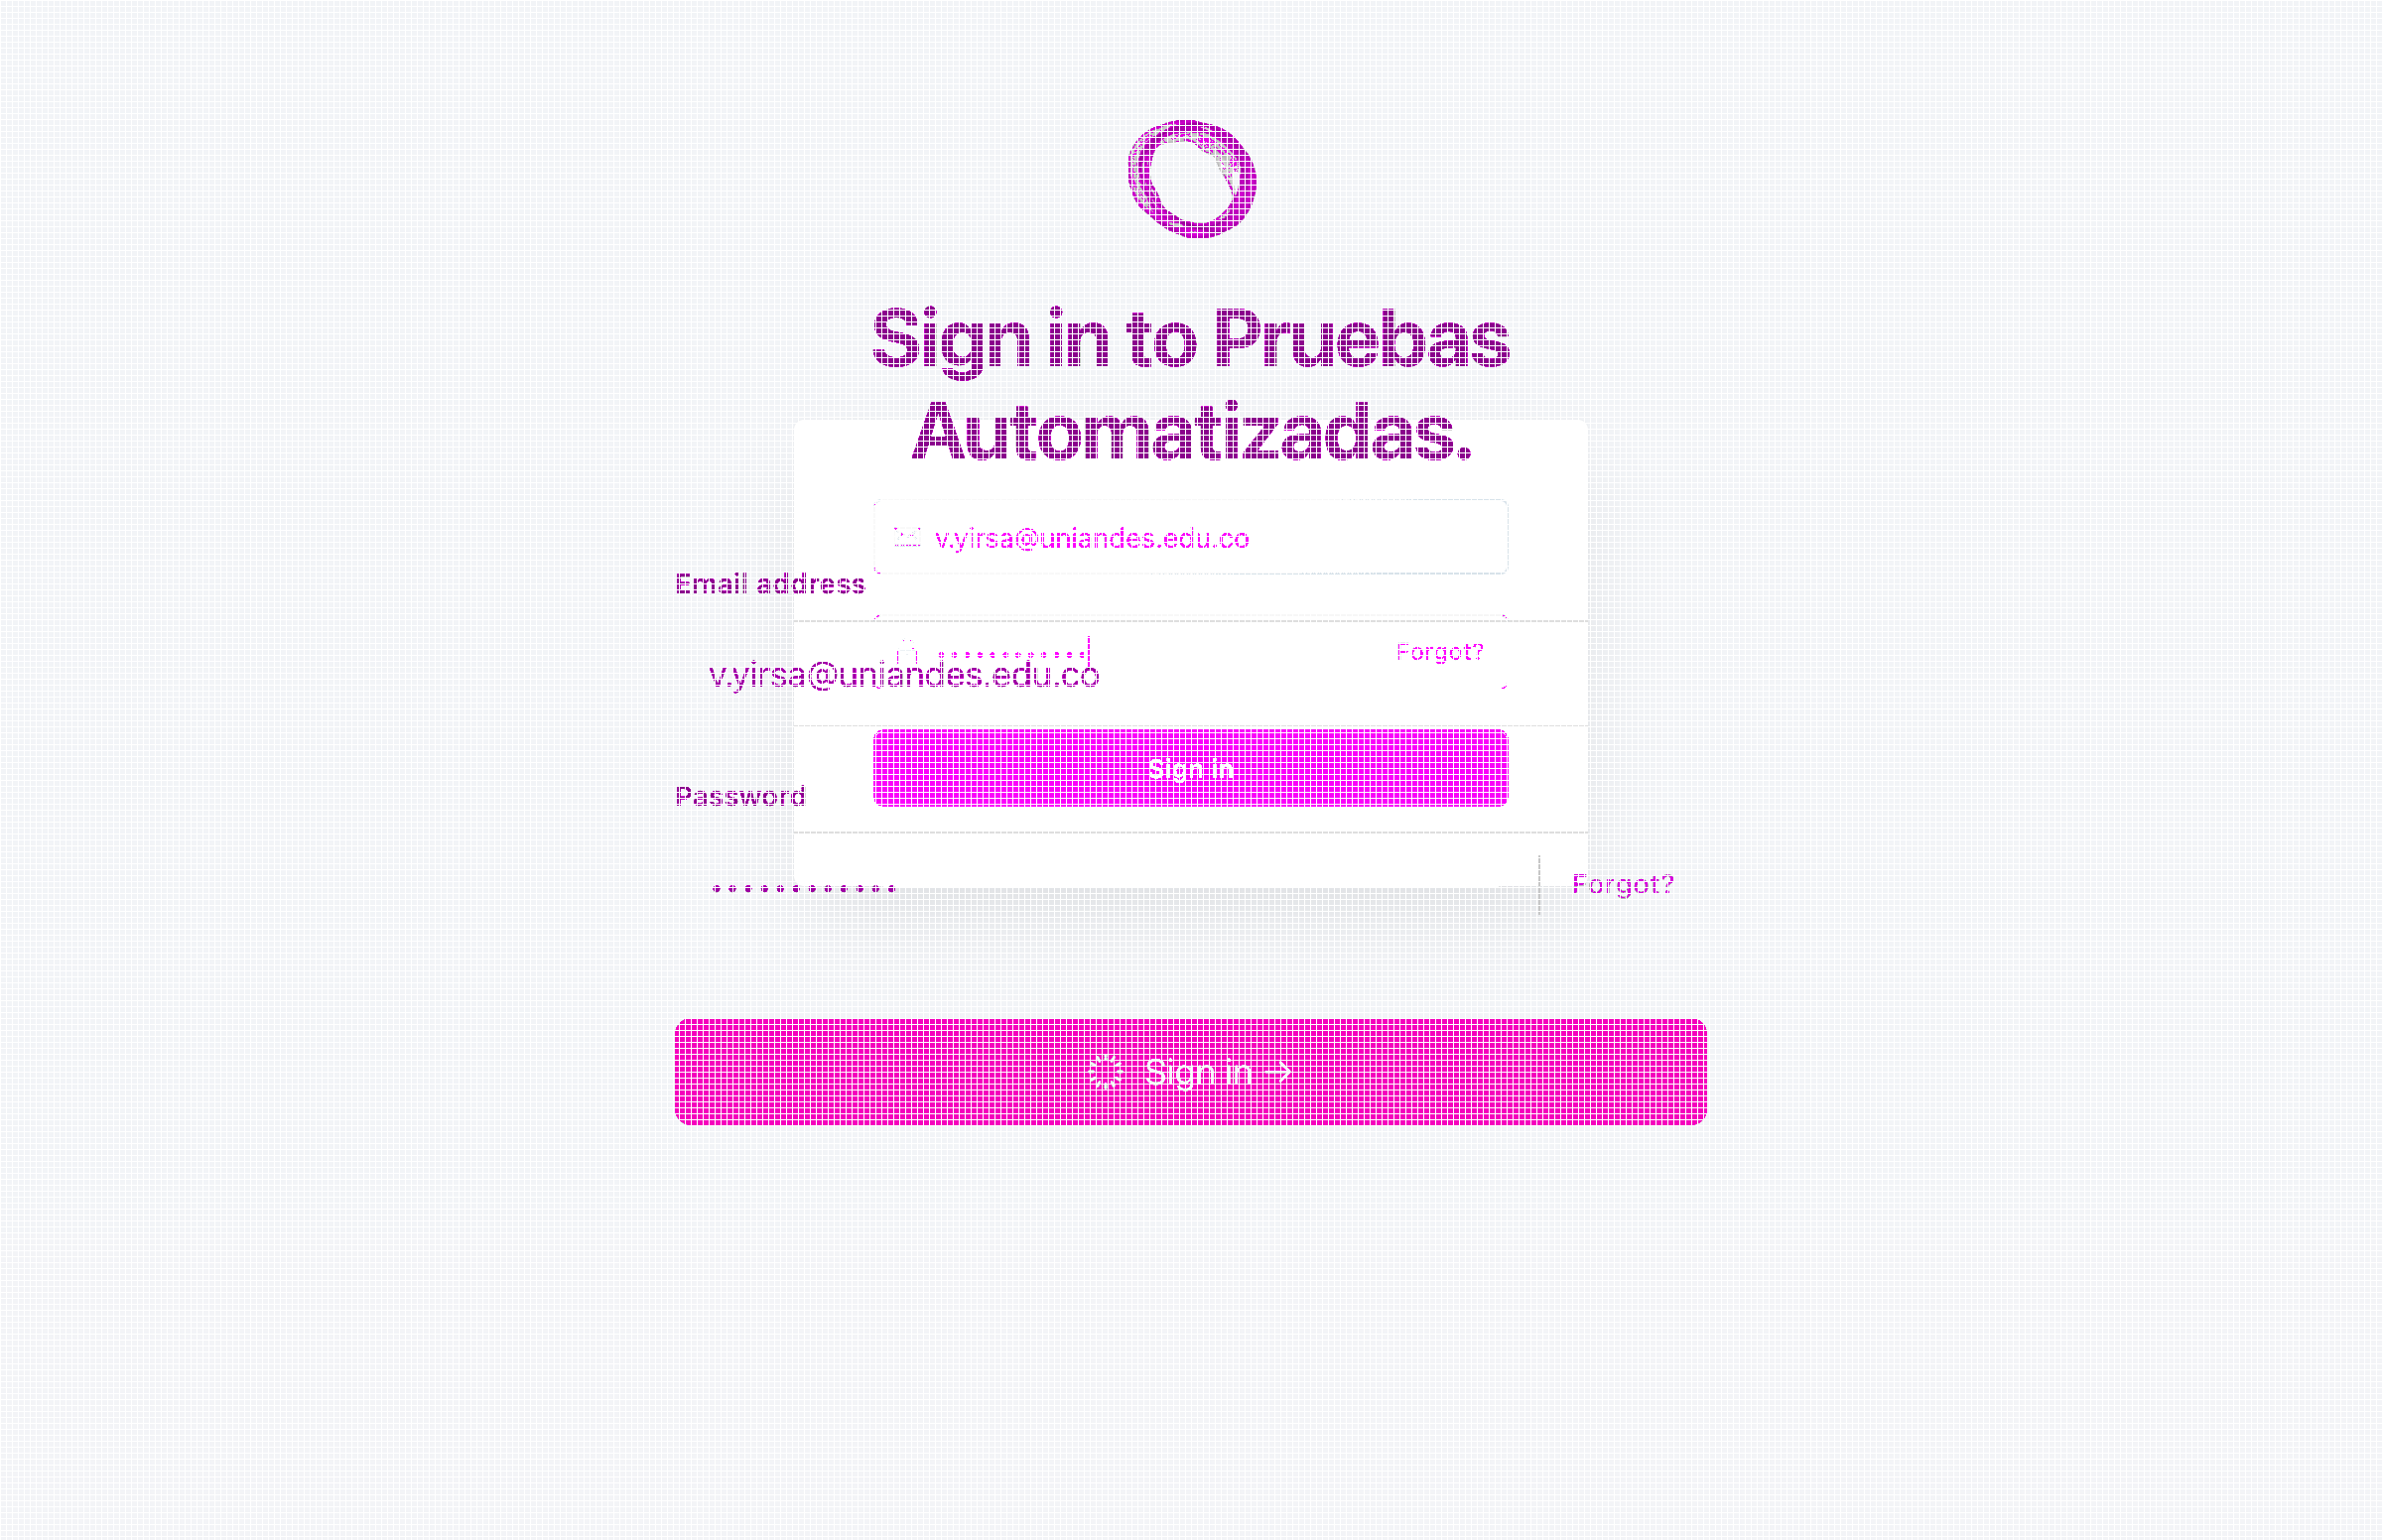 Sign in to Pruebas
Automatizadas.
v.yirsa@uniandes.edu.co
Email address
Forgot?
v.yirsa@uniandes.edu.co
Sign in
Password
Forgot?
Sign in →